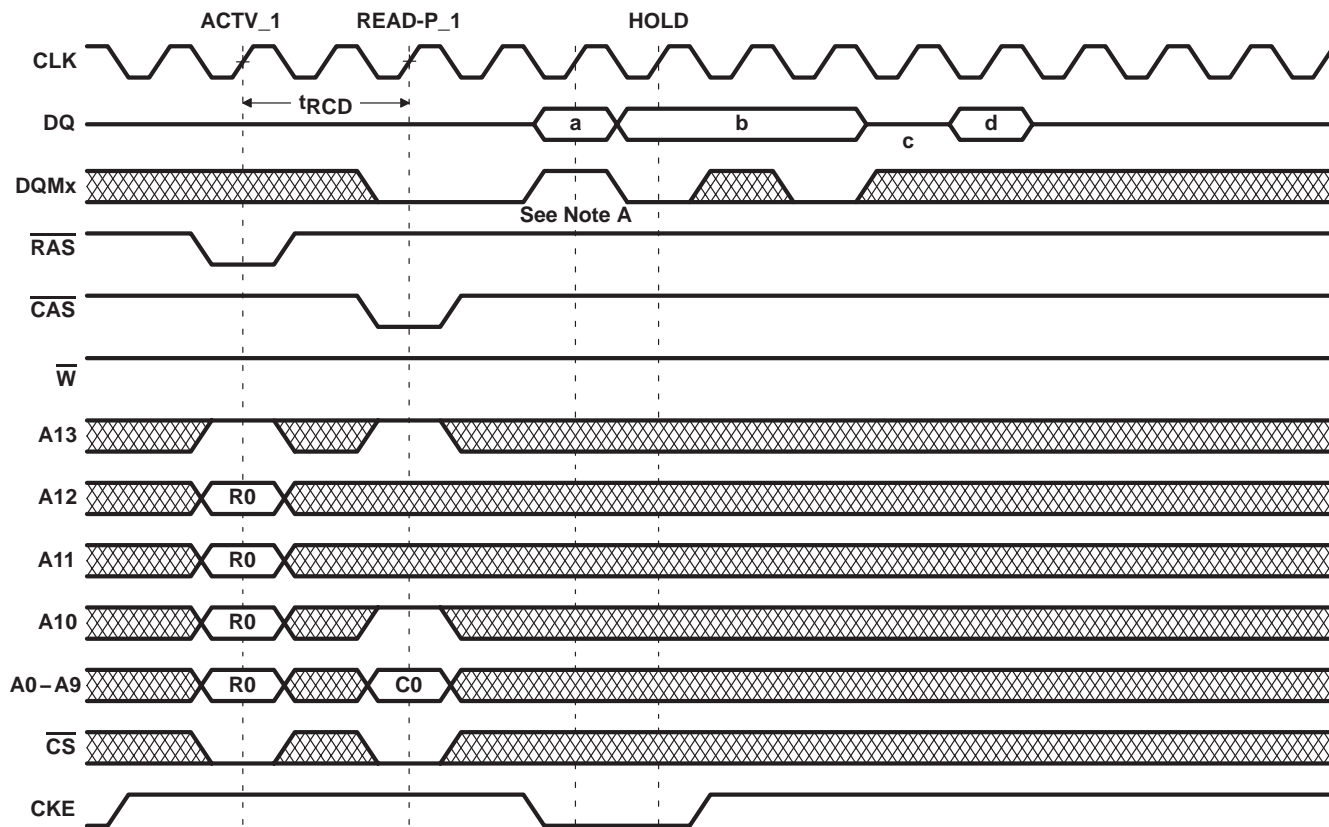 ACTV_1 READ-P_1 HOLD
CLK
tRCD
DQ a b c d
DQMx
See Note A
RAS
CAS
W
A13
A12 R0
A11 R0
A10 R0
A0–A9 R0 C0
CS
CKE